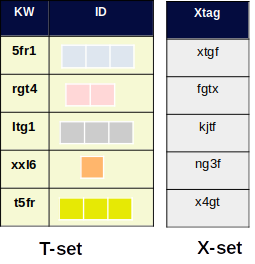 KW ID Xtag
5fr1 xtgf
rgt4 fgtx
ltg1 kjtf
xxl6 ng3f
t5fr x4gt
T-set X-set